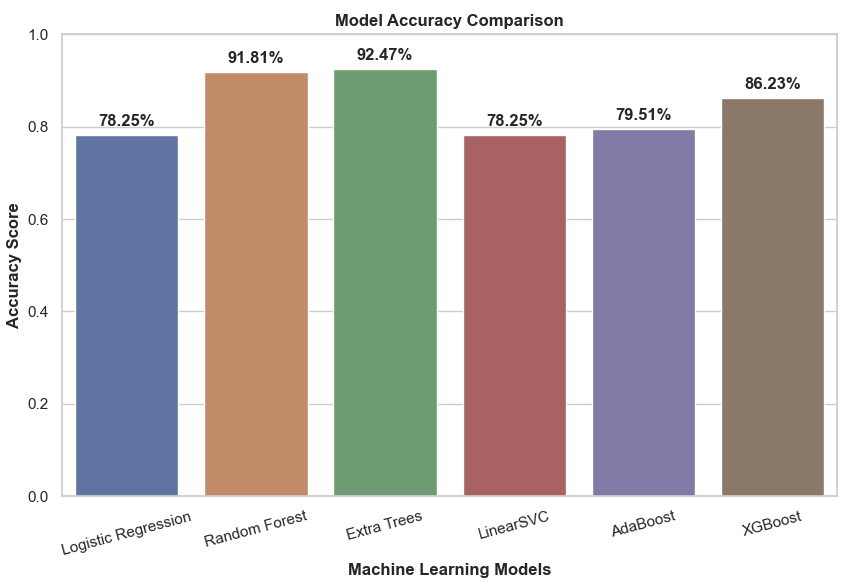 Model Accuracy Comparison
1.0
0.8
0.6
0.4
0.2
0.0
Accuracy Score
78.25%
91.81%
92.47%
78.25%
79.51%
86.23%
Logistic Regression
Random Forest
Extra Trees
LinearSVC
AdaBoost
XGBoost
Machine Learning Models